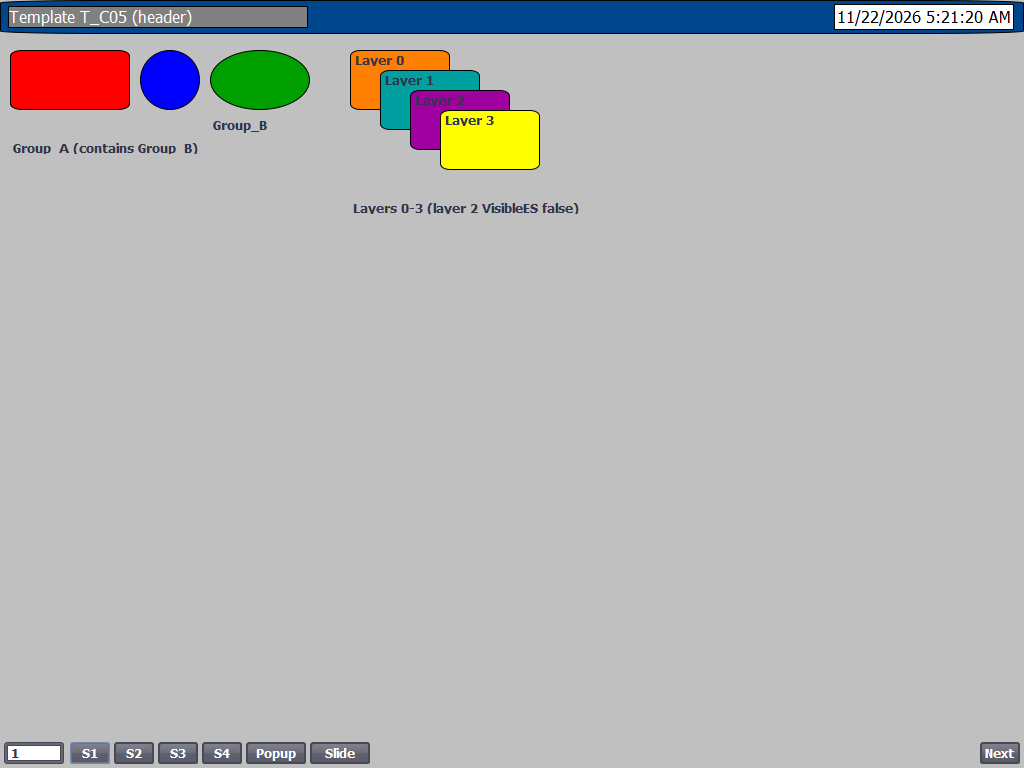 Template T_C05 (header)
11/22/2026 5:21:20 AM
Layer 0
Layer 1
Layer 2
Layer 3
Group_B
Group_A (contains Group_B)
Layers 0-3 (layer 2 VisibleES false)
1
S1
S2
S3
S4
Popup
Slide
Next